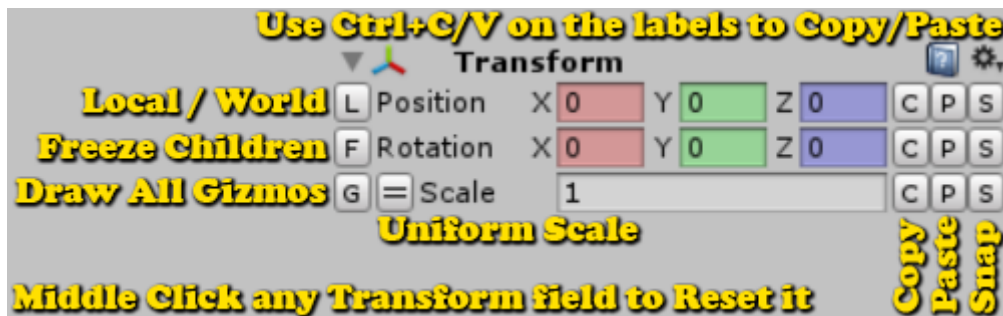 Use Ctrl+C/V on the labels to Copy/Paste
Transform
Local / World L Position X 0 Y 0 Z 0 C P S
Freeze Children F Rotation X 0 Y 0 Z 0 C P S
Draw All Gizmos G = Scale 1 C P S
Uniform Scale
Copy
Paste
Snap
Middle Click any Transform field to Reset it